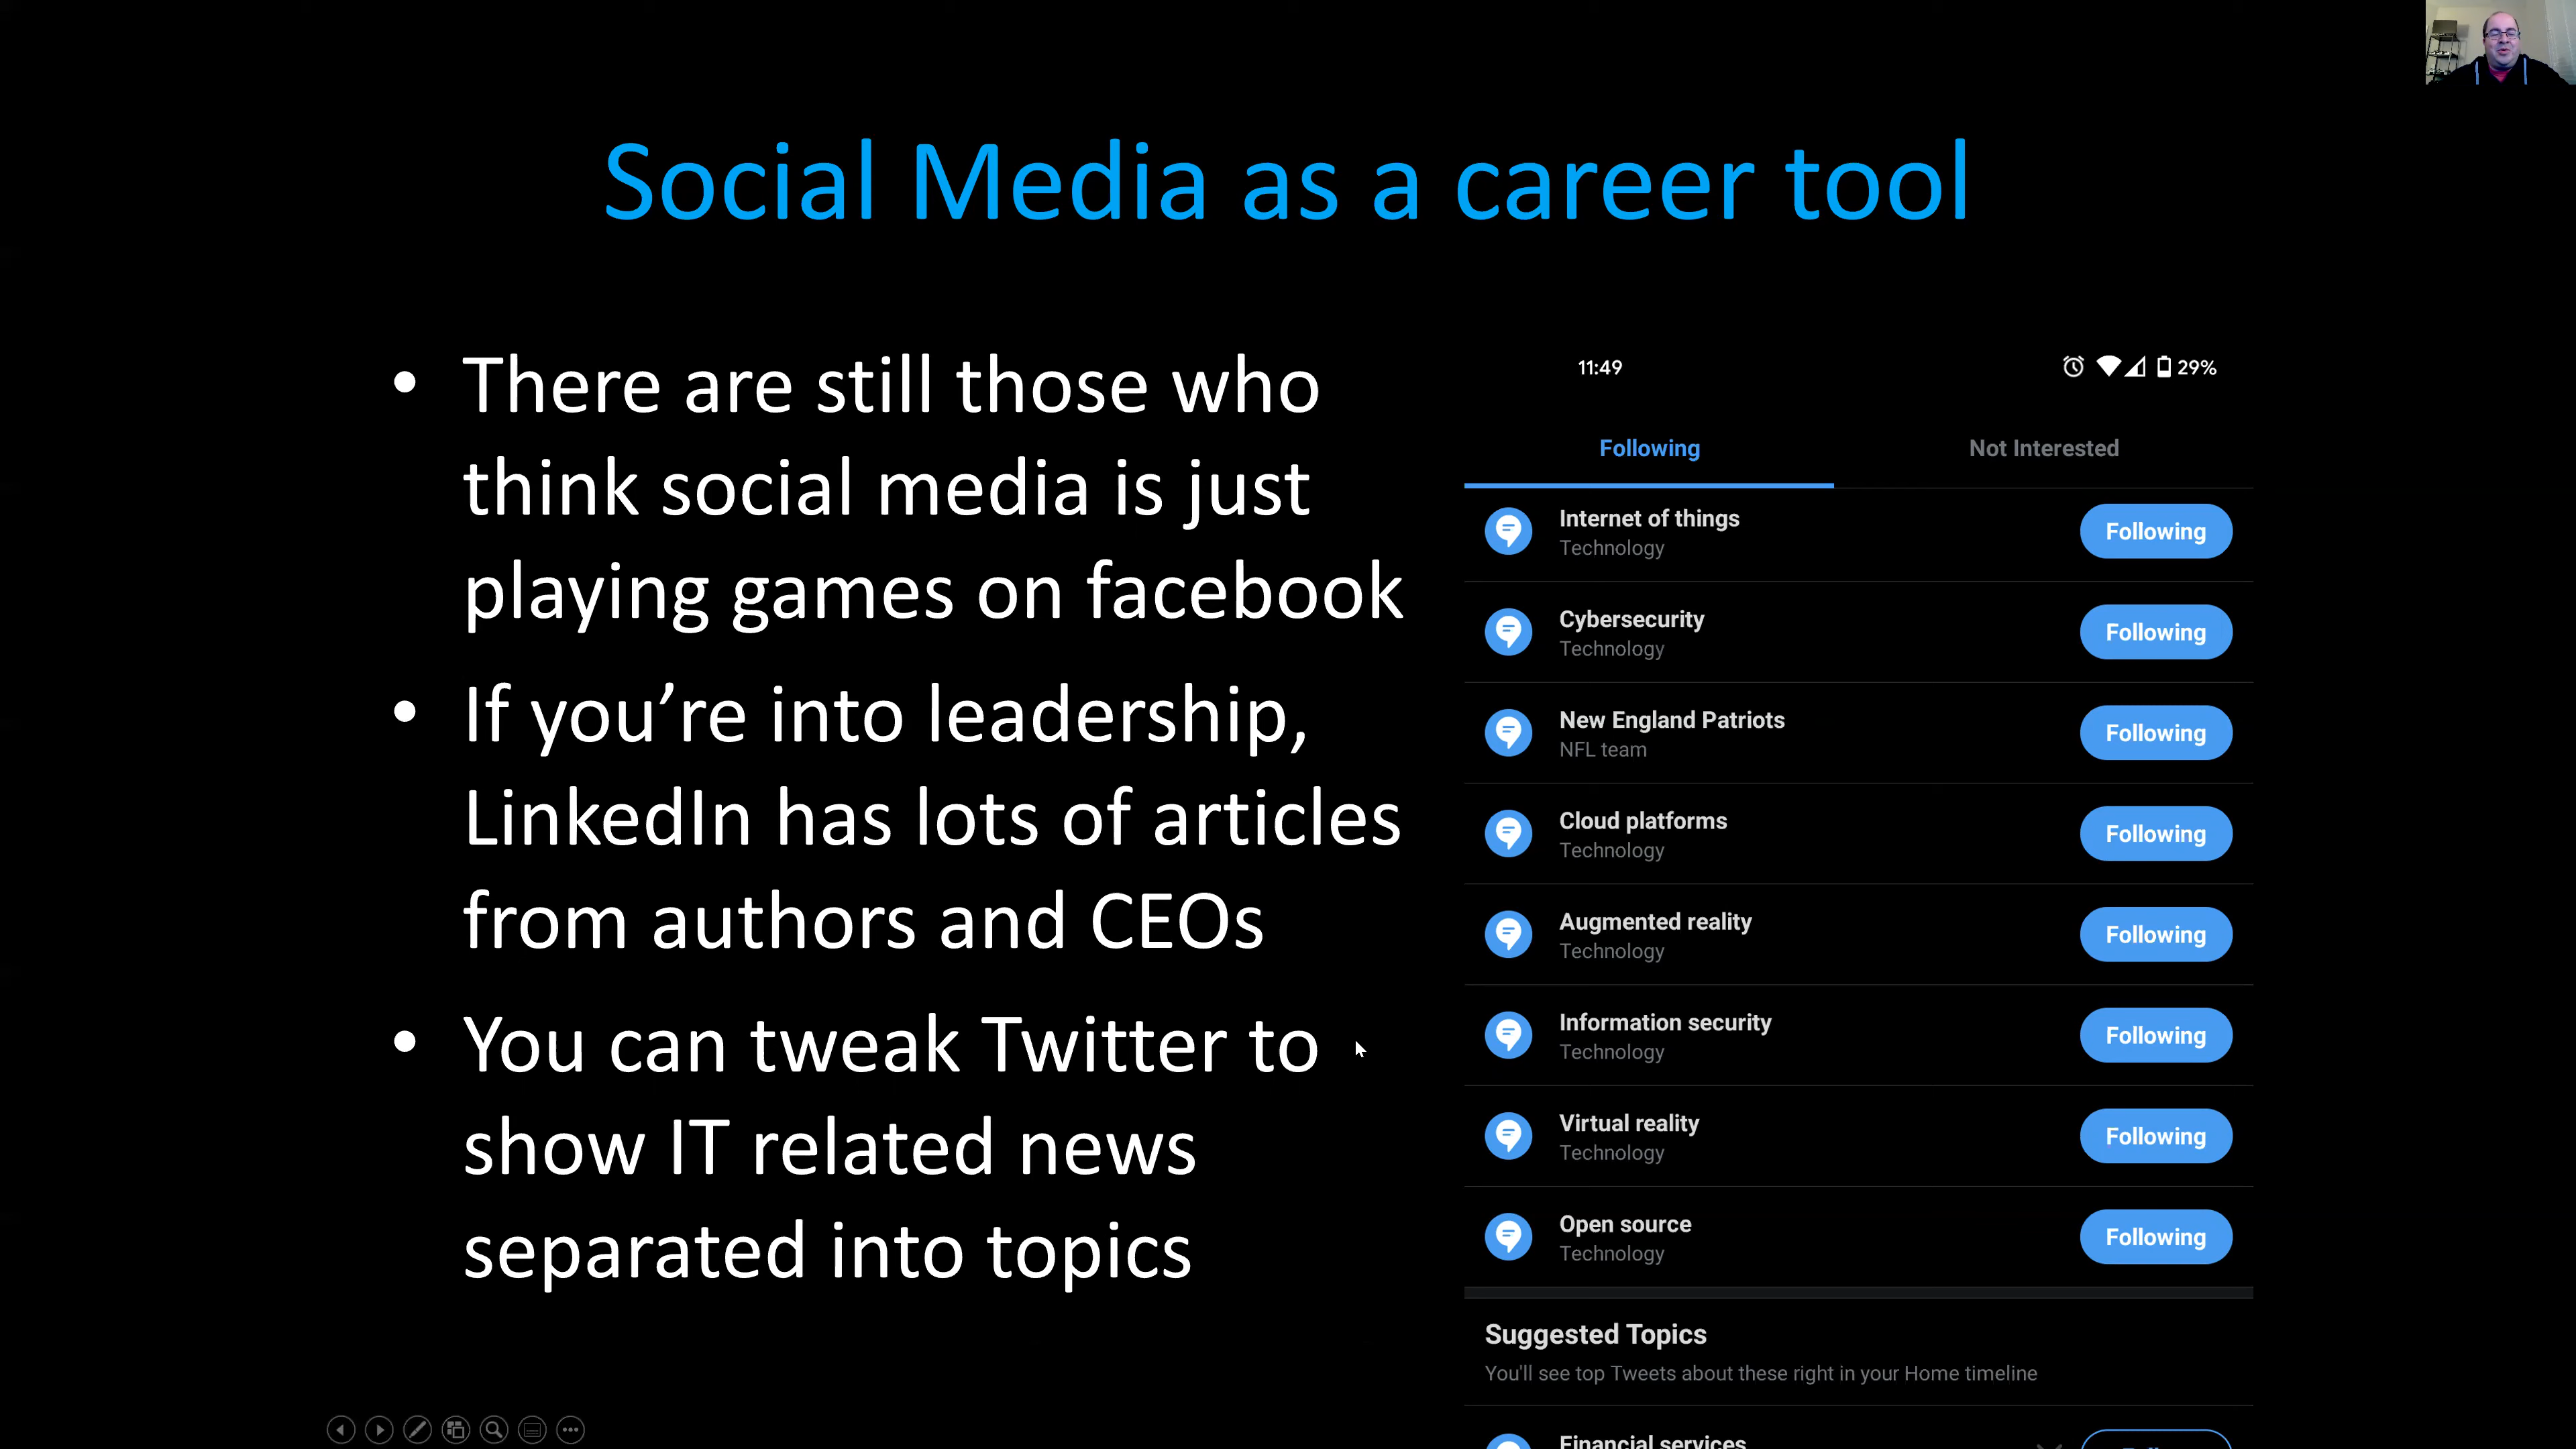 Social Media as a career tool
• There are still those who
think social media is just
playing games on facebook
• If you’re into leadership,
LinkedIn has lots of articles
from authors and CEOs
• You can tweak Twitter to
show IT related news
separated into topics
11:49
29%
Following
Not Interested
Internet of things
Technology
Following
Cybersecurity
Technology
Following
New England Patriots
NFL team
Following
Cloud platforms
Technology
Following
Augmented reality
Technology
Following
Information security
Technology
Following
Virtual reality
Technology
Following
Open source
Technology
Following
Suggested Topics
You'll see top Tweets about these right in your Home timeline
Financial services